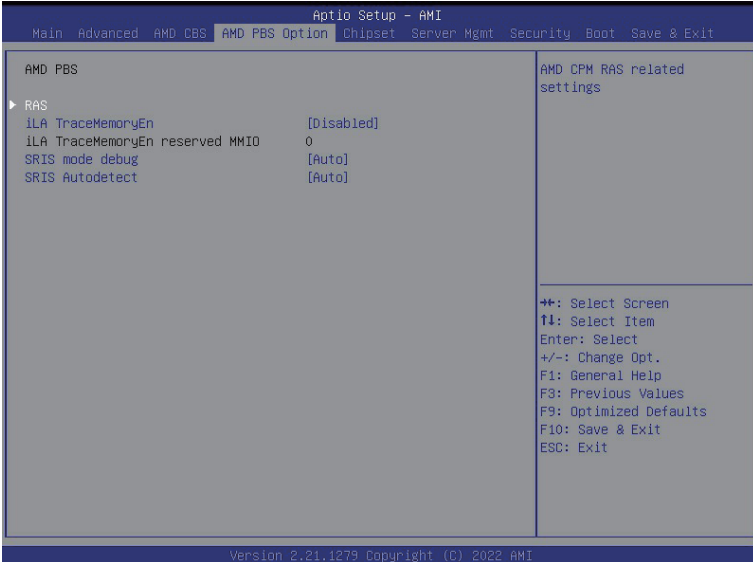 Aptio Setup - AMI
Main Advanced AMD CBS AMD PBS Option Chipset Server Mgmt Security Boot Save & Exit
AMD PBS
RAS
iLA TraceMemoryEn [Disabled]
iLA TraceMemoryEn reserved MMIO 0
SRIS mode debug [Auto]
SRIS Autodetect [Auto]
AMD CPM RAS related
settings
→←: Select Screen
↑↓: Select Item
Enter: Select
+/-: Change Opt.
F1: General Help
F3: Previous Values
F9: Optimized Defaults
F10: Save & Exit
ESC: Exit
Version 2.21.1279 Copyright (C) 2022 AMI